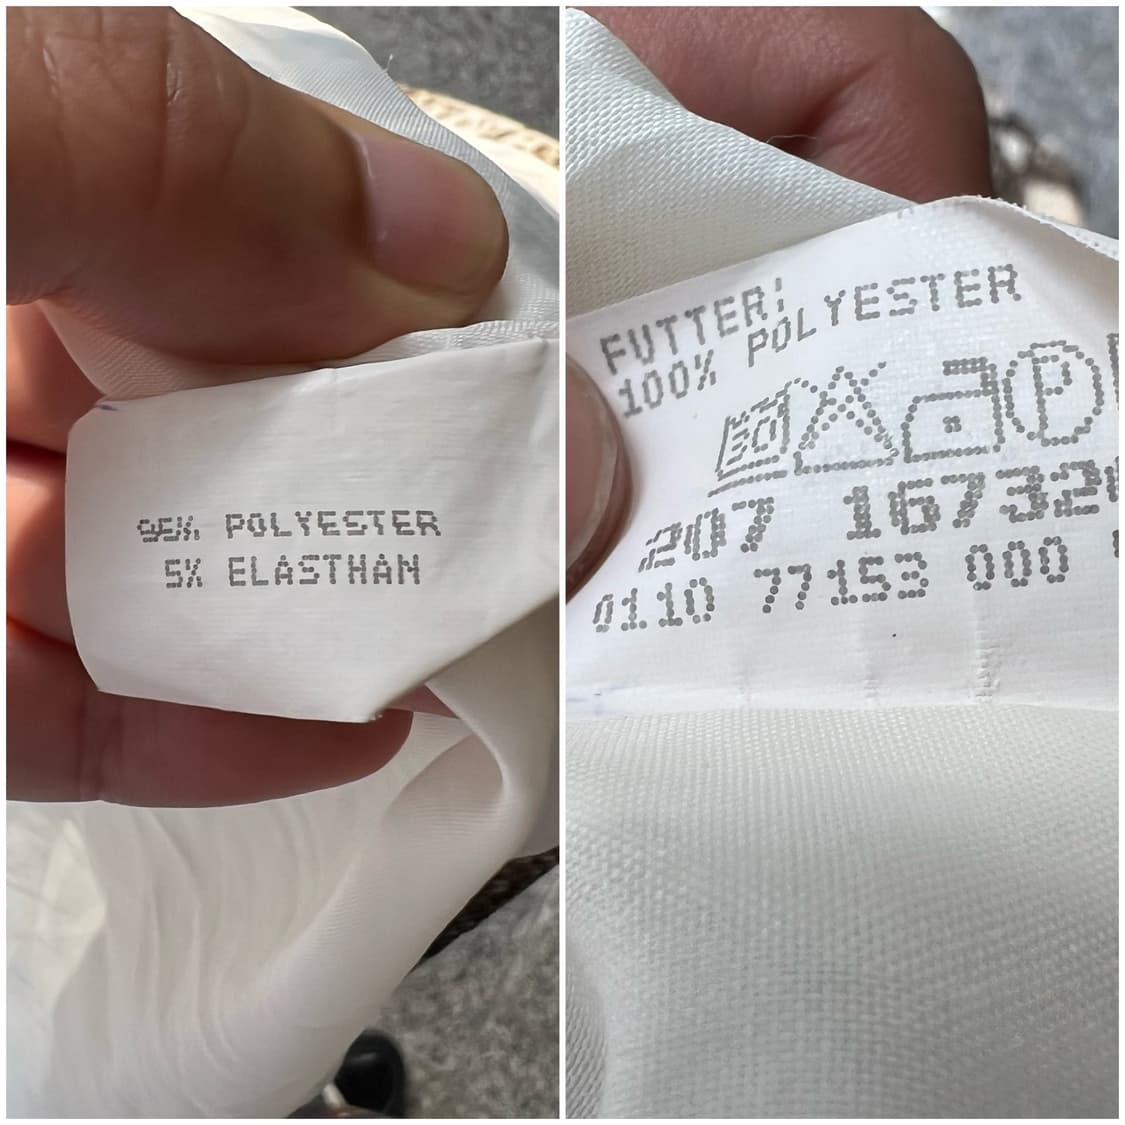 95% POLYESTER
5% ELASTHAN
FUTTER:
100% POLYESTER
P
207 16732
0110 77153 000